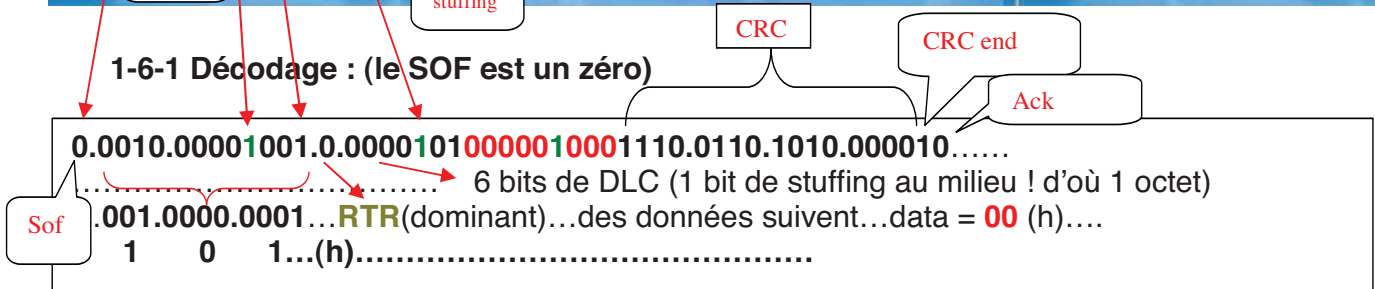 stuffing
CRC
CRC end
1-6-1 Décodage : (le SOF est un zéro)
Ack
0.0010.00001001.0.00001010000010001110.0110.1010.000010......
.................................... 6 bits de DLC (1 bit de stuffing au milieu ! d'où 1 octet)
Sof
.001.0000.0001...RTR(dominant)...des données suivent...data = 00 (h)....
1 0 1...(h).............................................